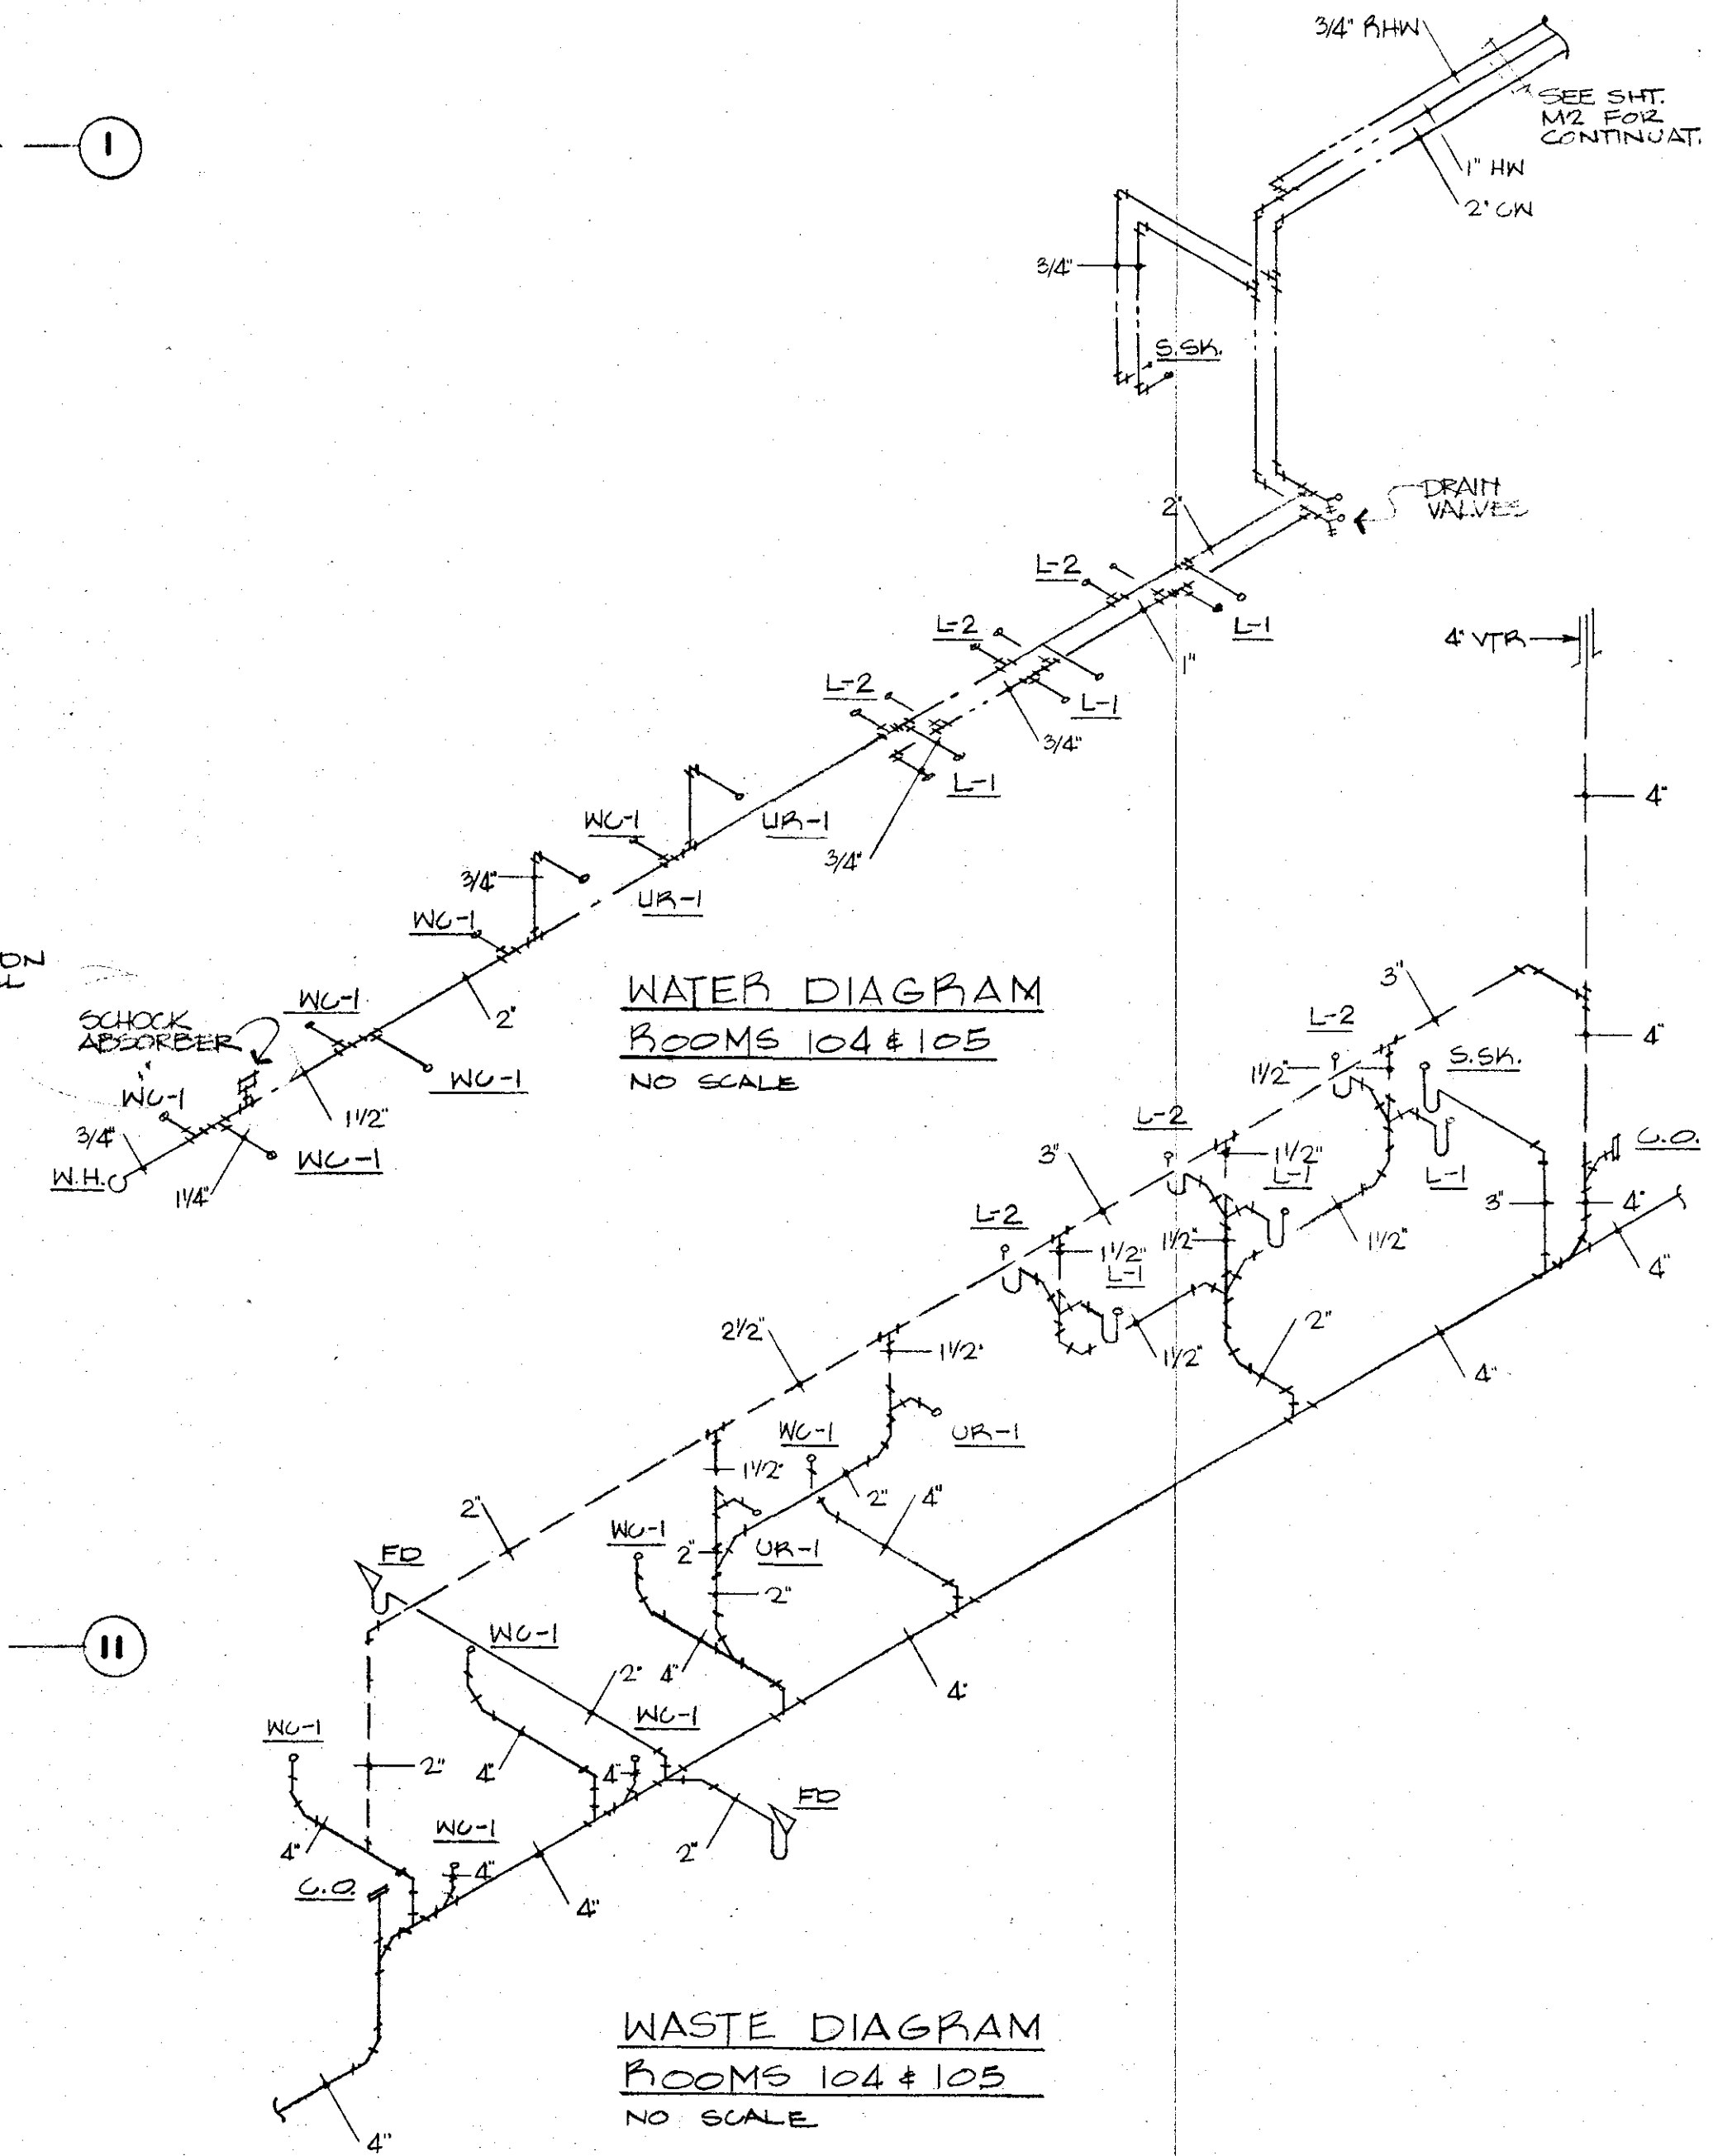 3/4" RHW
SEE SHT.
M2 FOR
CONTINUAT.
I
1" HW
2" CW
3/4"
S.SK.
DRAIN
VALVES
2"
L-2
L-1
L-2
1"
4" VTR
L-2
L-1
3/4"
4"
L-1
WC-1
UR-1
3/4"
3/4"
UR-1
WC-1
WATER DIAGRAM
ROOMS 104 & 105
NO SCALE
ON
2"
WC-1
SCHOCK
ABSORBER
WC-1
WC-1
1 1/2"
3/4"
WC-1
W.H.
1 1/4"
3"
L-2
4"
S.SK.
1 1/2"
L-2
C.O.
3"
1 1/2"
L-1
L-1
3"
4"
L-2
1 1/2"
1 1/2"
1 1/2"
4"
L-1
2 1/2"
1 1/2"
1 1/2"
1 1/2"
2"
4"
WC-1
UR-1
1 1/2"
2"
4"
2"
WC-1
2"
UR-1
FD
2"
II
WC-1
2"
4"
4"
WC-1
WC-1
2"
4"
4"
FD
4"
WC-1
2"
4"
C.O.
4"
WASTE DIAGRAM
ROOMS 104 & 105
NO SCALE
4"